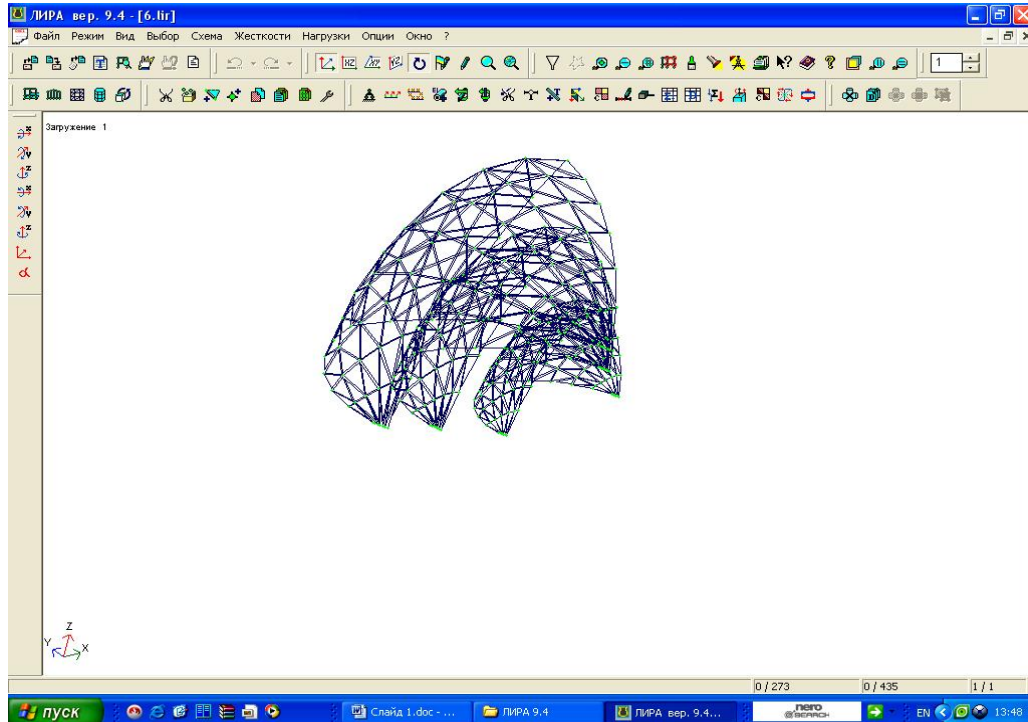 ЛИРА вер. 9.4 - [6.lir]
Файл Режим Вид Выбор Схема Жесткости Нагрузки Опции Окно ?
1
Загружение 1
Z
Y
X
0 / 273 0 / 435 1 / 1
пуск Слайд 1.doc - ... ЛИРА 9.4 ЛИРА вер. 9.4... nero SEARCH EN 13:48